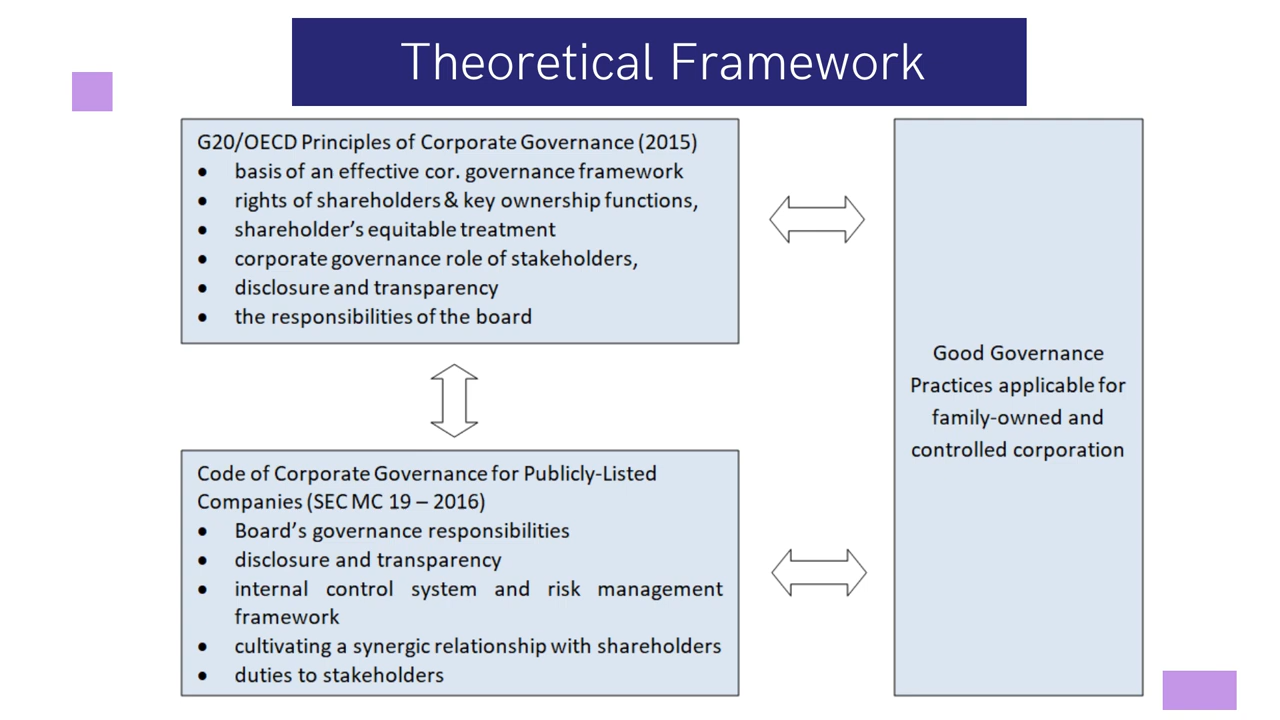 Theoretical Framework
G20/OECD Principles of Corporate Governance (2015)
• basis of an effective cor. governance framework
• rights of shareholders & key ownership functions,
• shareholder's equitable treatment
• corporate governance role of stakeholders,
• disclosure and transparency
• the responsibilities of the board
Code of Corporate Governance for Publicly-Listed
Companies (SEC MC 19 – 2016)
• Board's governance responsibilities
• disclosure and transparency
• internal control system and risk management
framework
• cultivating a synergic relationship with shareholders
• duties to stakeholders
Good Governance
Practices applicable for
family-owned and
controlled corporation